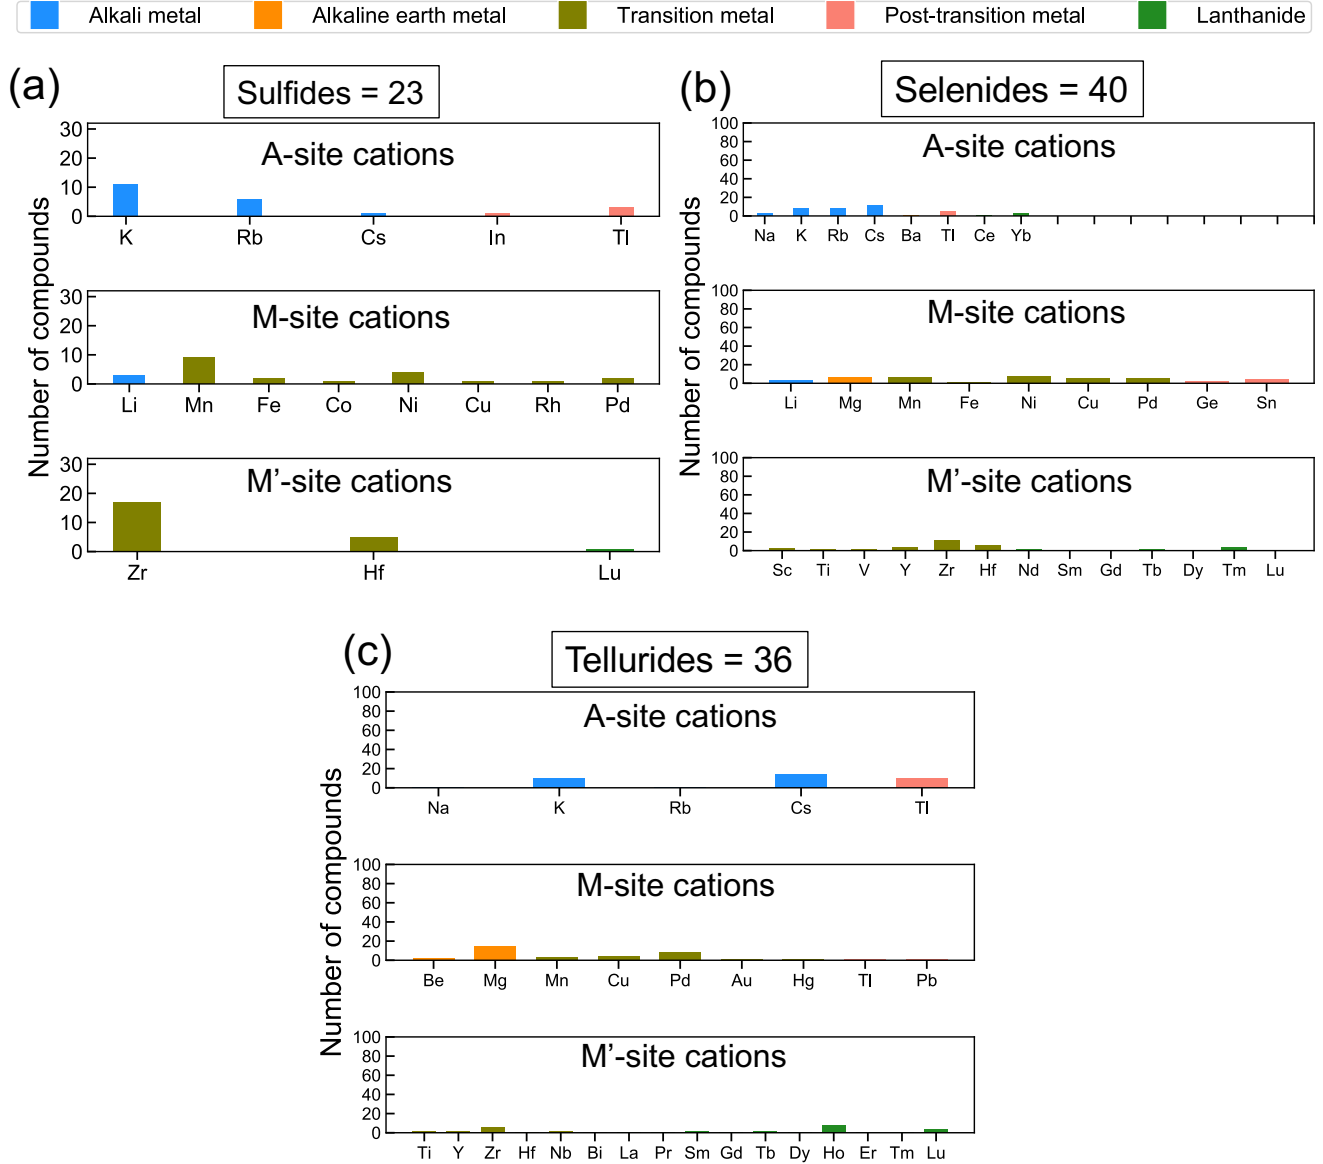 Alkali metal Alkaline earth metal Transition metal Post-transition metal Lanthanide
(a) Sulfides = 23
Number of compounds
A-site cations
30
20
10
0
K Rb Cs In Tl
M-site cations
30
20
10
0
Li Mn Fe Co Ni Cu Rh Pd
M’-site cations
30
20
10
0
Zr Hf Lu
(b) Selenides = 40
Number of compounds
A-site cations
100
80
60
40
20
0
Na K Rb Cs Ba Tl Ce Yb
M-site cations
100
80
60
40
20
0
Li Mg Mn Fe Ni Cu Pd Ge Sn
M’-site cations
100
80
60
40
20
0
Sc Ti V Y Zr Hf Nd Sm Gd Tb Dy Tm Lu
(c) Tellurides = 36
Number of compounds
A-site cations
100
80
60
40
20
0
Na K Rb Cs Tl
M-site cations
100
80
60
40
20
0
Be Mg Mn Cu Pd Au Hg Tl Pb
M’-site cations
100
80
60
40
20
0
Ti Y Zr Hf Nb Bi La Pr Sm Gd Tb Dy Ho Er Tm Lu